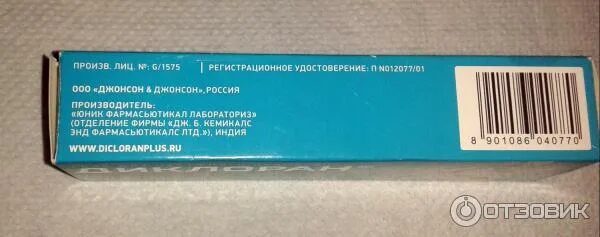 ПРОИЗВ. ЛИЦ. №: G/1575
РЕГИСТРАЦИОННОЕ УДОСТОВЕРЕНИЕ: П N012077/01
ООО «ДЖОНСОН & ДЖОНСОН», РОССИЯ
ПРОИЗВОДИТЕЛЬ:
«ЮНИК ФАРМАСЬЮТИКАЛ ЛАБОРАТОРИЗ»
(ОТДЕЛЕНИЕ ФИРМЫ «ДЖ. Б. КЕМИКАЛС
ЭНД ФАРМАСЬЮТИКАЛС ЛТД.»), ИНДИЯ
WWW.DICLORANPLUS.RU
8 901086 040770
ДИКЛОРАН
ОТЗОВИК